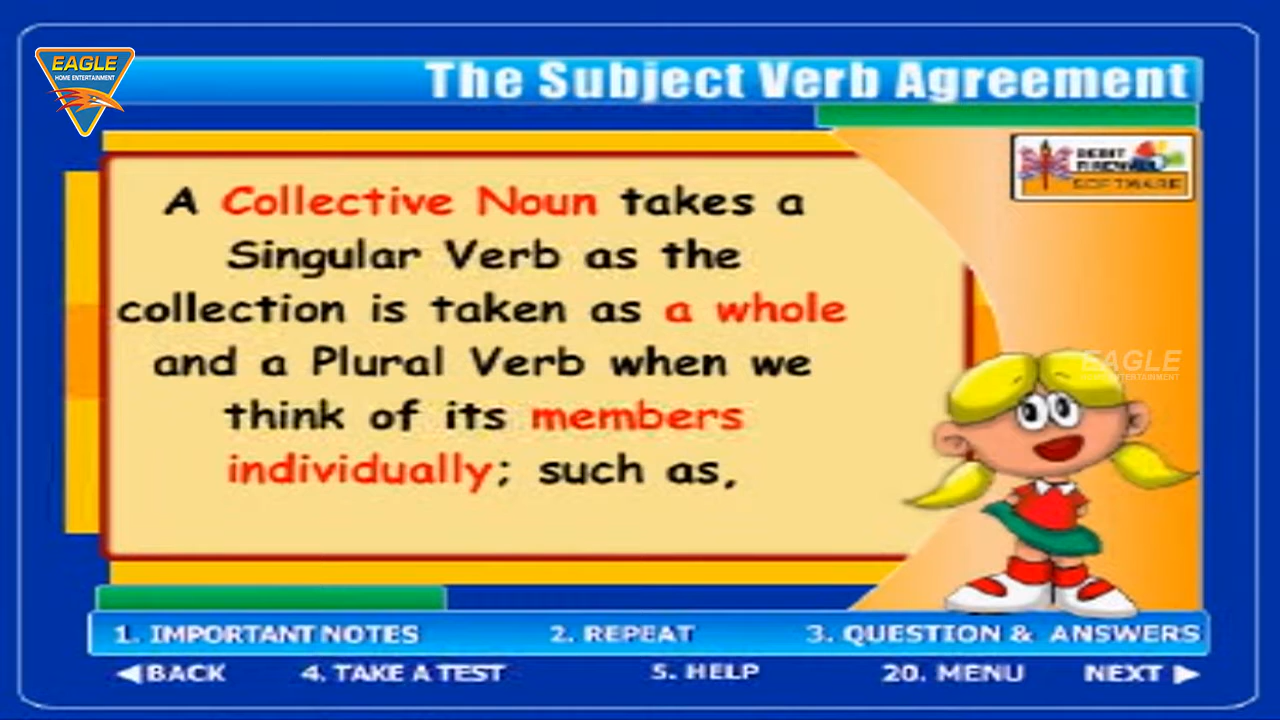 EAGLE
HOME ENTERTAINMENT
The Subject Verb Agreement
SOFTWARE
A Collective Noun takes a
Singular Verb as the
collection is taken as a whole
and a Plural Verb when we
think of its members
individually; such as,
EAGLE
HOME ENTERTAINMENT
1. IMPORTANT NOTES 2. REPEAT 3. QUESTION & ANSWERS
◀BACK 4. TAKE A TEST 5. HELP 20. MENU NEXT ▶